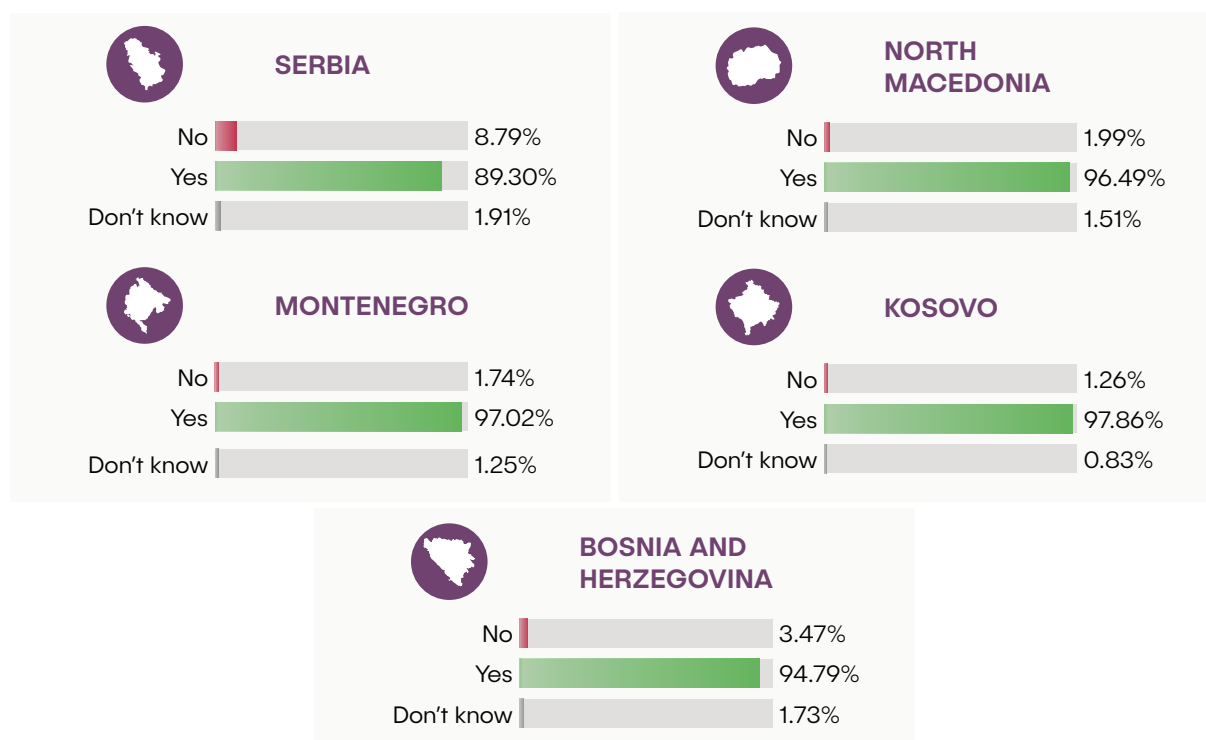 SERBIA
No 8.79%
Yes 89.30%
Don't know 1.91%
NORTH
MACEDONIA
No 1.99%
Yes 96.49%
Don't know 1.51%
MONTENEGRO
No 1.74%
Yes 97.02%
Don't know 1.25%
KOSOVO
No 1.26%
Yes 97.86%
Don't know 0.83%
BOSNIA AND
HERZEGOVINA
No 3.47%
Yes 94.79%
Don't know 1.73%